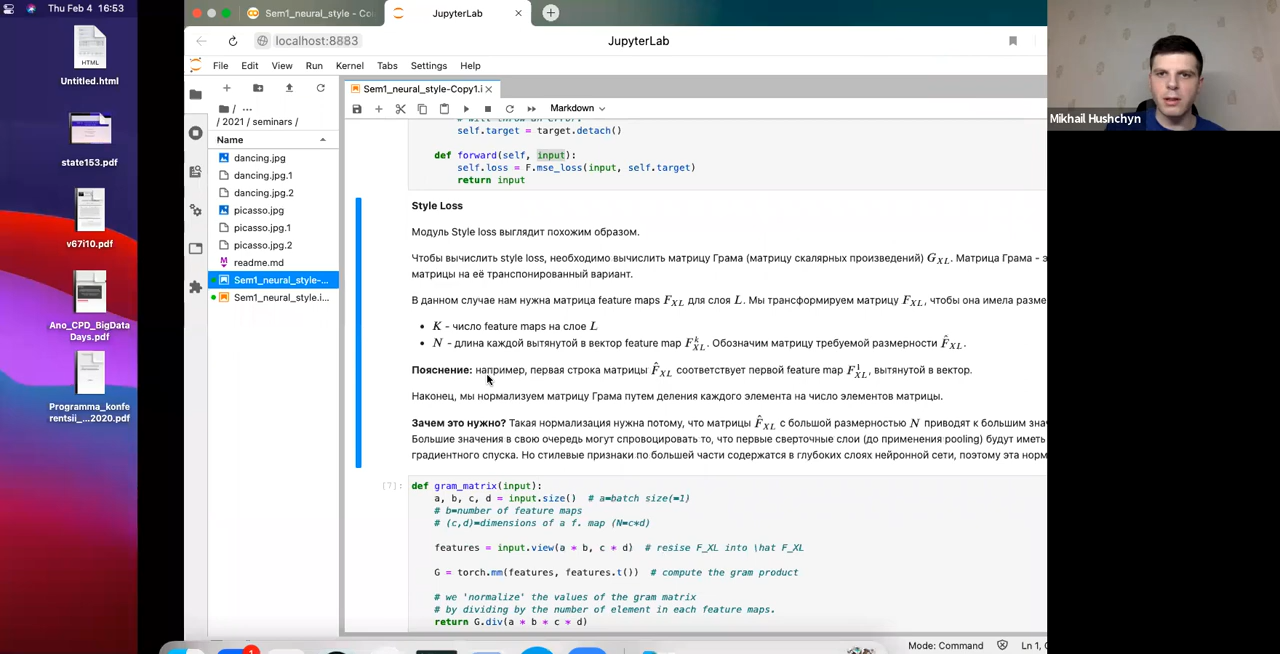 Thu Feb 4 16:53
Sem1_neural_style - Co
JupyterLab
localhost:8883
JupyterLab
File Edit View Run Kernel Tabs Settings Help
HTML
Untitled.html
state153.pdf
v67i10.pdf
Ano_CPD_BigData
Days.pdf
Programma_konfe
rentsii_...2020.pdf
/ ...
/ 2021 / seminars /
Name
dancing.jpg
dancing.jpg.1
dancing.jpg.2
picasso.jpg
picasso.jpg.1
picasso.jpg.2
readme.md
Sem1_neural_style-...
Sem1_neural_style.i...
Sem1_neural_style-Copy1.i
Markdown
self.target = target.detach()
def forward(self, input):
self.loss = F.mse_loss(input, self.target)
return input
Style Loss
Модуль Style loss выглядит похожим образом.
Чтобы вычислить style loss, необходимо вычислить матрицу Грама (матрицу скалярных произведений) G_XL. Матрица Грама - э
матрицы на её транспонированный вариант.
В данном случае нам нужна матрица feature maps F_XL для слоя L. Мы трансформируем матрицу F_XL, чтобы она имела разме
• K - число feature maps на слое L
• N - длина каждой вытянутой в вектор feature map F^k_XL. Обозначим матрицу требуемой размерности F̂_XL.
Пояснение: например, первая строка матрицы F̂_XL соответствует первой feature map F^1_XL, вытянутой в вектор.
Наконец, мы нормализуем матрицу Грама путем деления каждого элемента на число элементов матрицы.
Зачем это нужно? Такая нормализация нужна потому, что матрицы F̂_XL с большой размерностью N приводят к большим знач
Большие значения в свою очередь могут спровоцировать то, что первые сверточные слои (до применения pooling) будут иметь
градиентного спуска. Но стилевые признаки по большей части содержатся в глубоких слоях нейронной сети, поэтому эта норм
[7]:
def gram_matrix(input):
a, b, c, d = input.size() # a=batch size(=1)
# b=number of feature maps
# (c,d)=dimensions of a f. map (N=c*d)
features = input.view(a * b, c * d) # resise F_XL into \hat F_XL
G = torch.mm(features, features.t()) # compute the gram product
# we 'normalize' the values of the gram matrix
# by dividing by the number of element in each feature maps.
return G.div(a * b * c * d)
Mode: Command Ln 1,
1
Mikhail Hushchyn